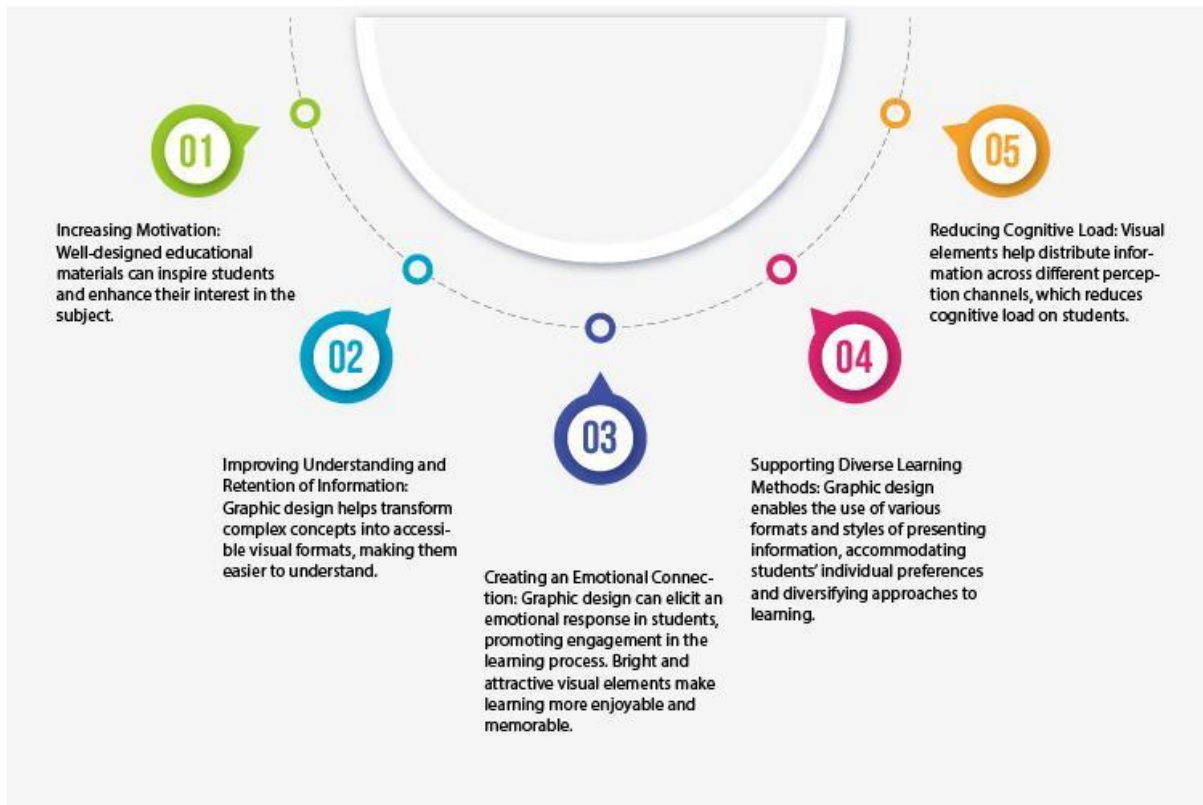 01
Increasing Motivation:
Well-designed educational
materials can inspire students
and enhance their interest in the
subject.
02
Improving Understanding and
Retention of Information:
Graphic design helps transform
complex concepts into accessi-
ble visual formats, making them
easier to understand.
03
Creating an Emotional Connec-
tion: Graphic design can elicit an
emotional response in students,
promoting engagement in the
learning process. Bright and
attractive visual elements make
learning more enjoyable and
memorable.
04
Supporting Diverse Learning
Methods: Graphic design
enables the use of various
formats and styles of presenting
information, accommodating
students' individual preferences
and diversifying approaches to
learning.
05
Reducing Cognitive Load: Visual
elements help distribute infor-
mation across different percep-
tion channels, which reduces
cognitive load on students.